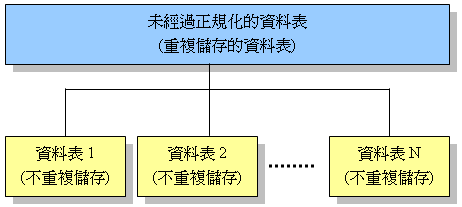 未經過正規化的資料表
(重複儲存的資料表)
資料表 1
(不重複儲存)
資料表 2
(不重複儲存)
........
資料表 N
(不重複儲存)